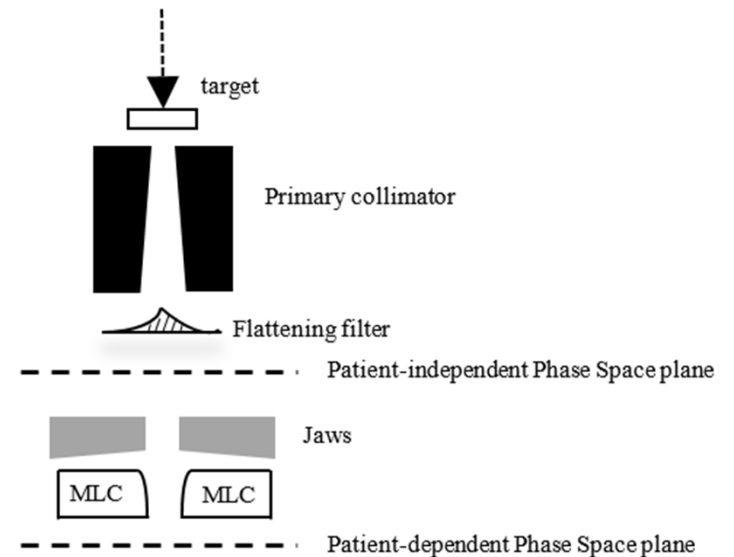 target
Primary collimator
Flattening filter
Patient-independent Phase Space plane
Jaws
MLC MLC
Patient-dependent Phase Space plane